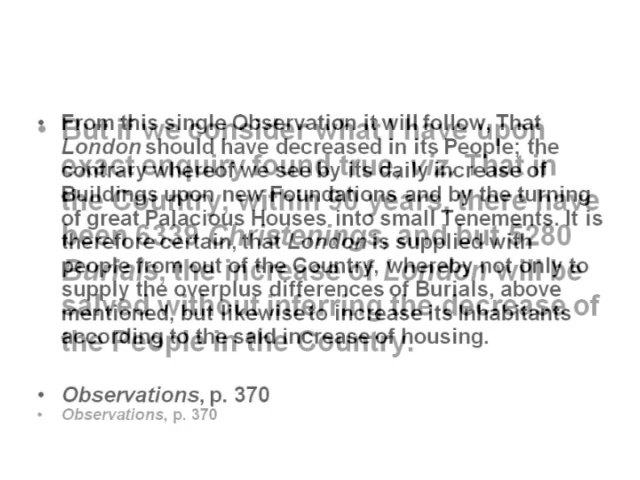 • From this single Observation it will follow, That
London should have decreased in its People; the
contrary whereof we see by its daily increase of
Buildings upon new Foundations and by the turning
of great Palacious Houses into small Tenements. It is
therefore certain, that London is supplied with
people from out of the Country, whereby not only to
supply the overplus differences of Burials, above
mentioned, but likewise to increase its Inhabitants
according to the said increase of housing.
• But if we consider what I have upon
exact enquiry found true, viz. That in
the Country, within 90 years, there have
been 6339 Christenings, and but 5280
Burials, the increase of London will be
salved without inferring the decrease of
the People in the Country.
• Observations, p. 370
• Observations, p. 370